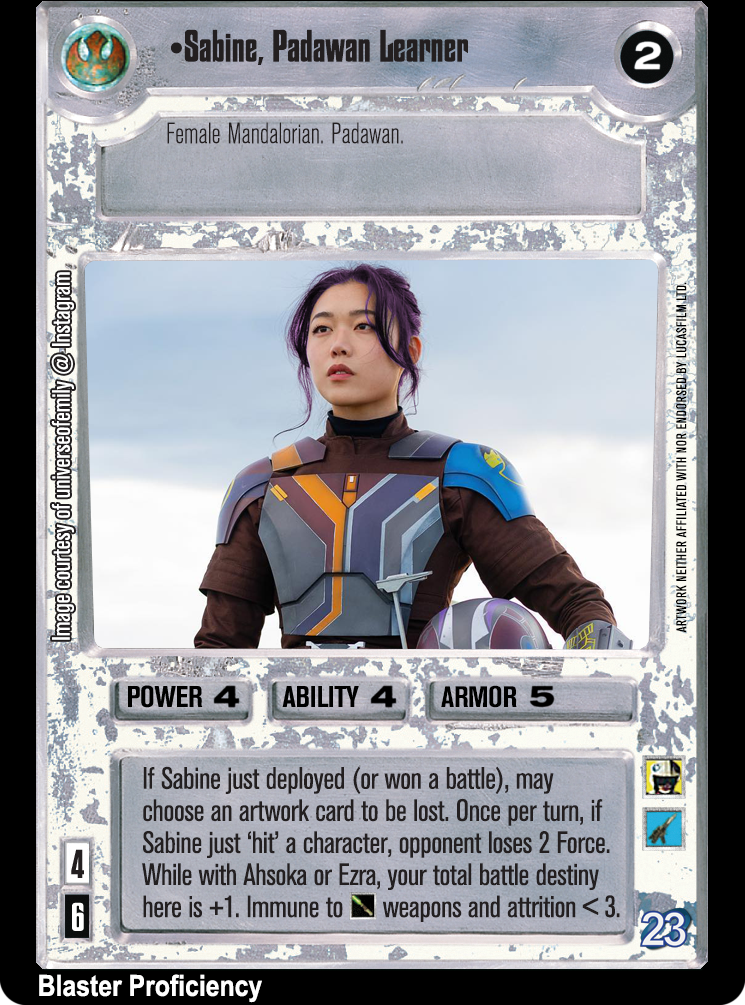 •Sabine, Padawan Learner
2
Female Mandalorian. Padawan.
Image courtesy of universeofemily @ Instagram
ARTWORK NEITHER AFFILIATED WITH NOR ENDORSED BY LUCASFILM LTD.
POWER 4
ABILITY 4
ARMOR 5
If Sabine just deployed (or won a battle), may
choose an artwork card to be lost. Once per turn, if
Sabine just ‘hit’ a character, opponent loses 2 Force.
While with Ahsoka or Ezra, your total battle destiny
here is +1. Immune to weapons and attrition < 3.
4
6
23
Blaster Proficiency